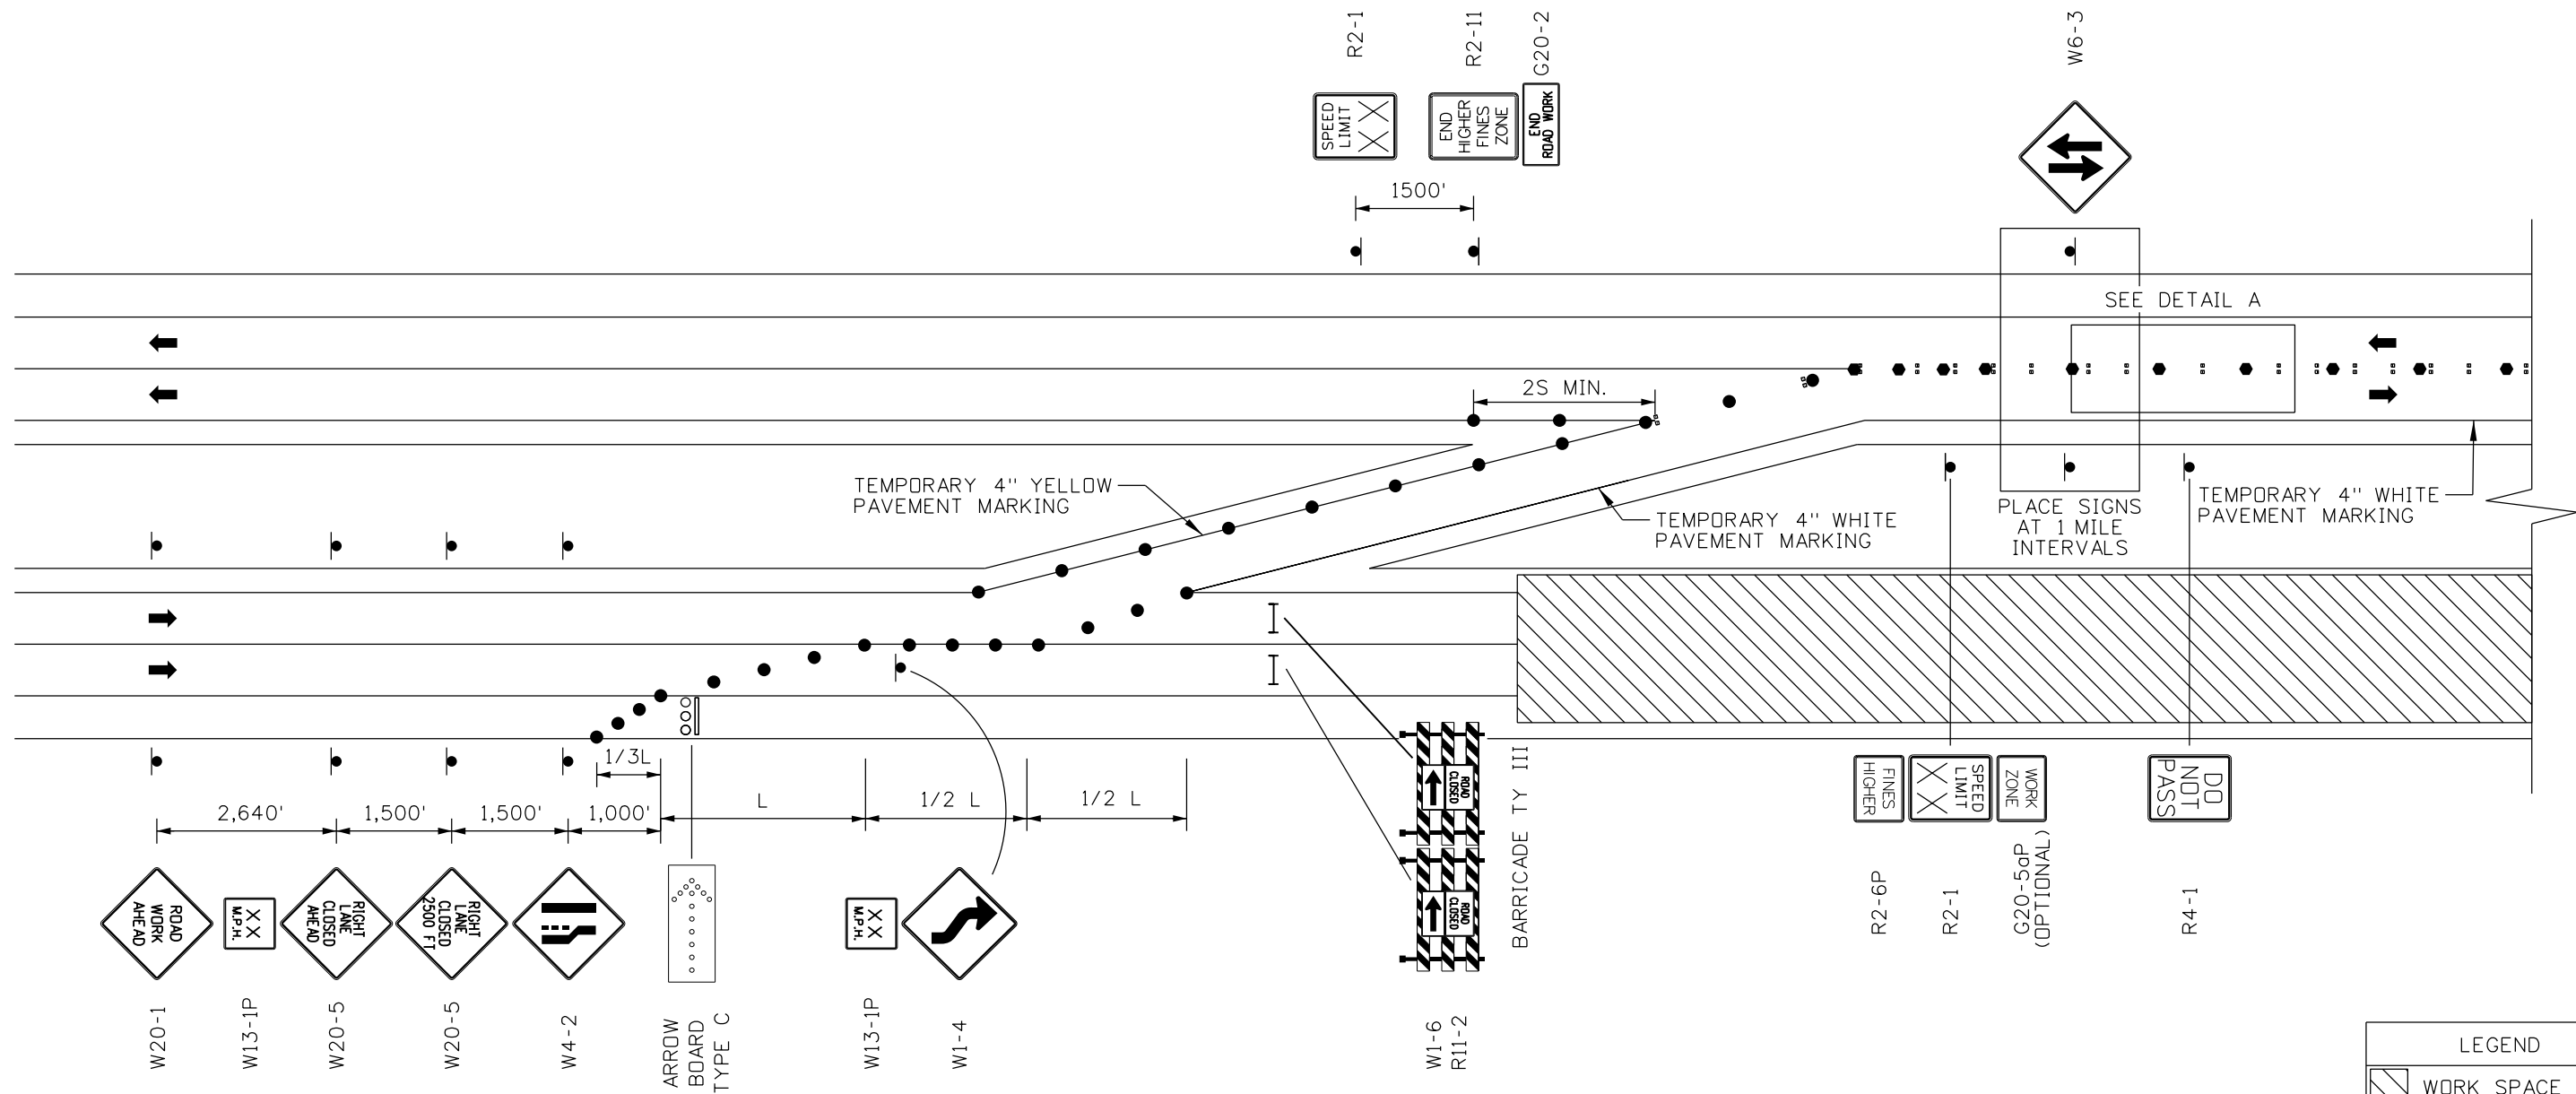 R2-1
R2-11
G20-2
W6-3
SPEED
LIMIT
XX
END
HIGHER
FINES
ZONE
END
ROAD WORK
1500'
SEE DETAIL A
2S MIN.
TEMPORARY 4" YELLOW
PAVEMENT MARKING
TEMPORARY 4" WHITE
PAVEMENT MARKING
PLACE SIGNS
AT 1 MILE
INTERVALS
TEMPORARY 4" WHITE
PAVEMENT MARKING
1/3L
2,640'
1,500'
1,500'
1,000'
L
1/2 L
1/2 L
ROAD
WORK
AHEAD
XX
M.P.H.
RIGHT
LANE
CLOSED
AHEAD
RIGHT
LANE
CLOSED
2500 FT
XX
M.P.H.
ROAD
CLOSED
ROAD
CLOSED
BARRICADE TY III
FINES
HIGHER
SPEED
LIMIT
XX
WORK
ZONE
DO
NOT
PASS
W20-1
W13-1P
W20-5
W20-5
W4-2
ARROW
BOARD
TYPE C
W13-1P
W1-4
W1-6
R11-2
R2-6P
R2-1
G20-5aP
(OPTIONAL)
R4-1
LEGEND
WORK SPACE